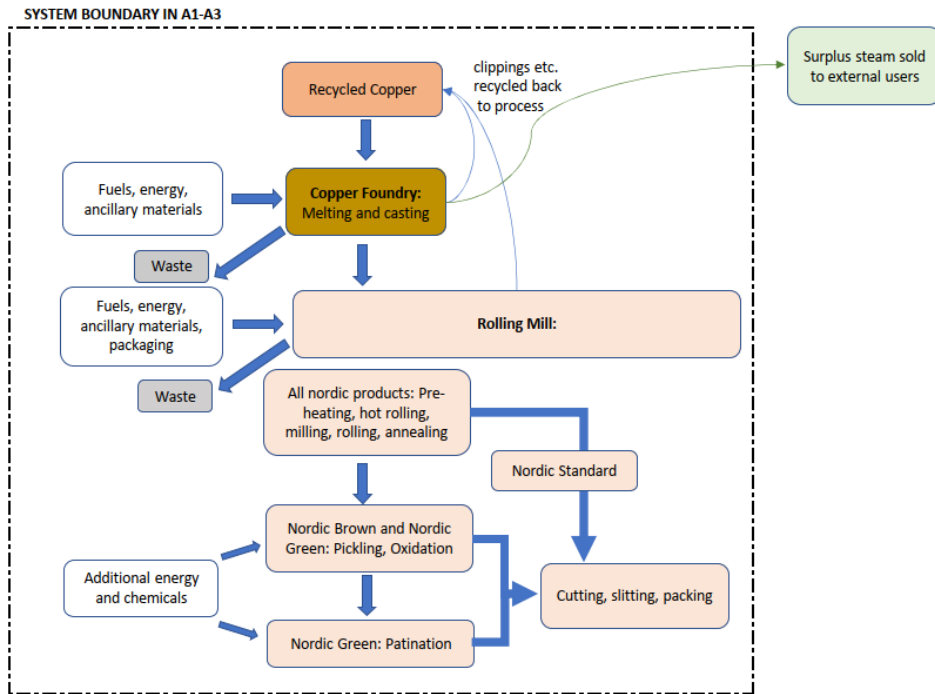 SYSTEM BOUNDARY IN A1-A3
Surplus steam sold
to external users
clippings etc.
recycled back
to process
Recycled Copper
Fuels, energy,
ancillary materials
Copper Foundry:
Melting and casting
Waste
Fuels, energy,
ancillary materials,
packaging
Rolling Mill:
Waste
All nordic products: Pre-
heating, hot rolling,
milling, rolling, annealing
Nordic Standard
Nordic Brown and Nordic
Green: Pickling, Oxidation
Additional energy
and chemicals
Cutting, slitting, packing
Nordic Green: Patination